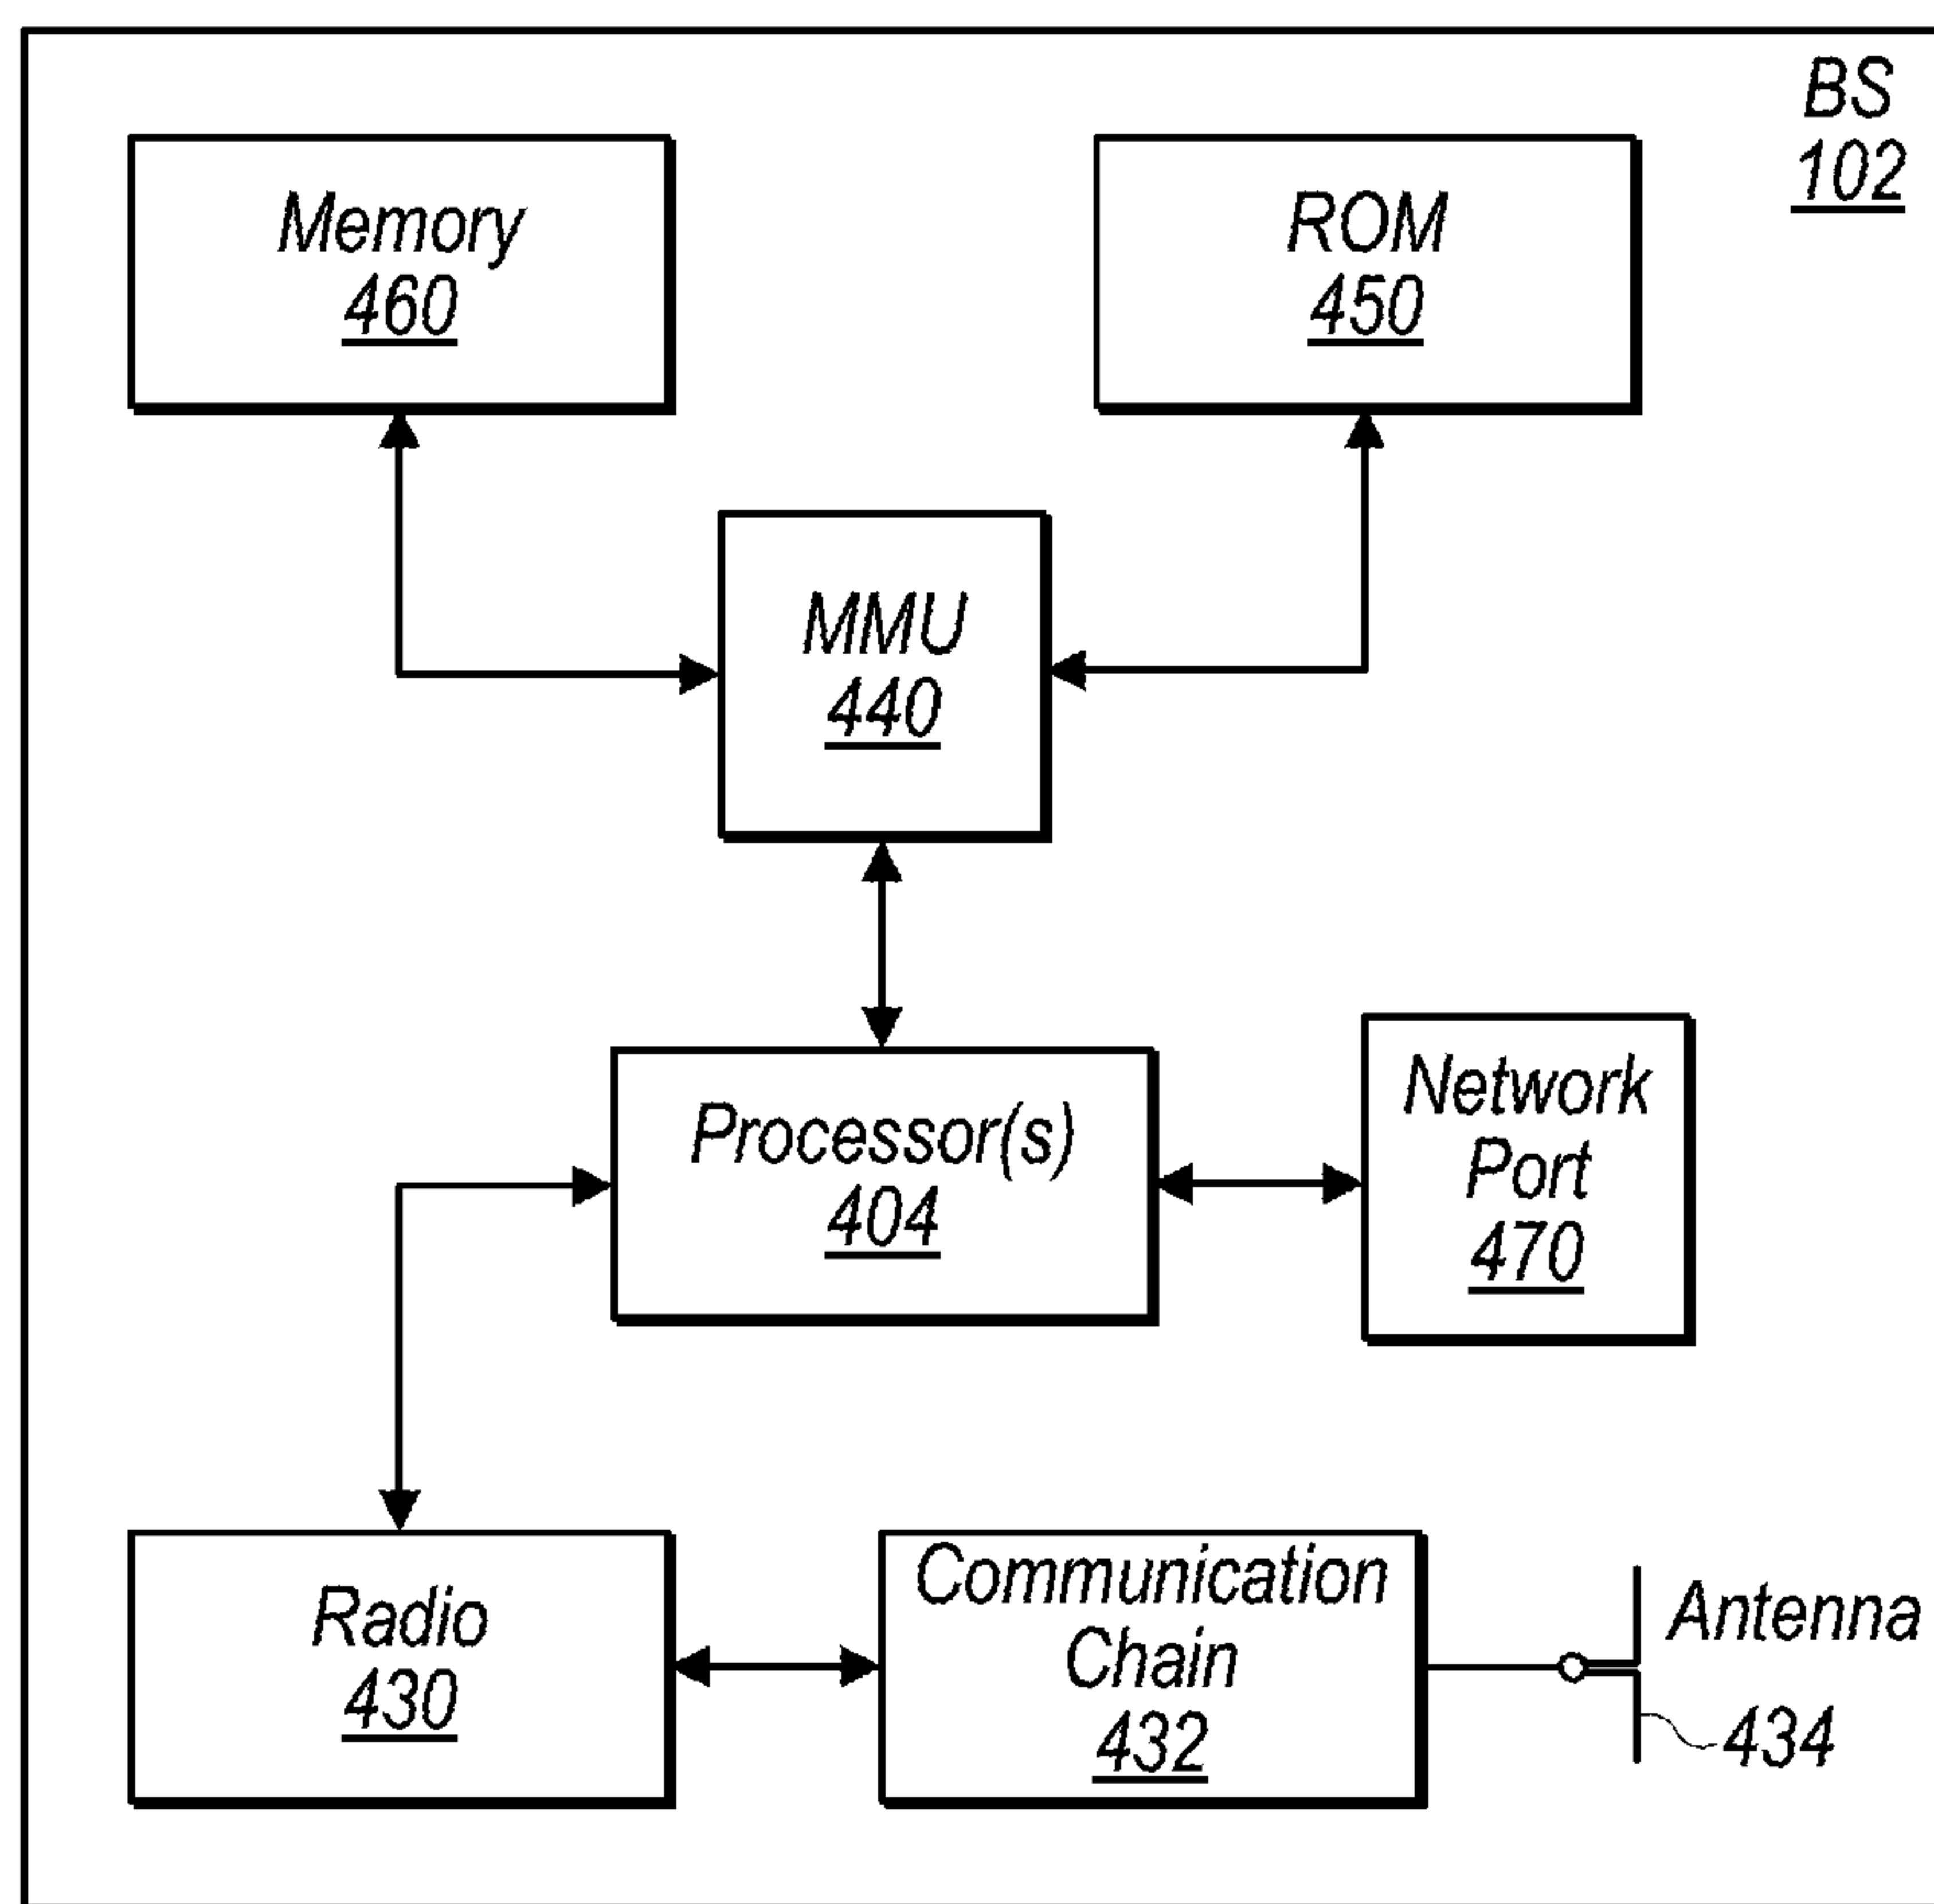 BS
102
Memory
460
ROM
450
MMU
440
Processor(s)
404
Network
Port
470
Radio
430
Communication
Chain
432
Antenna
434